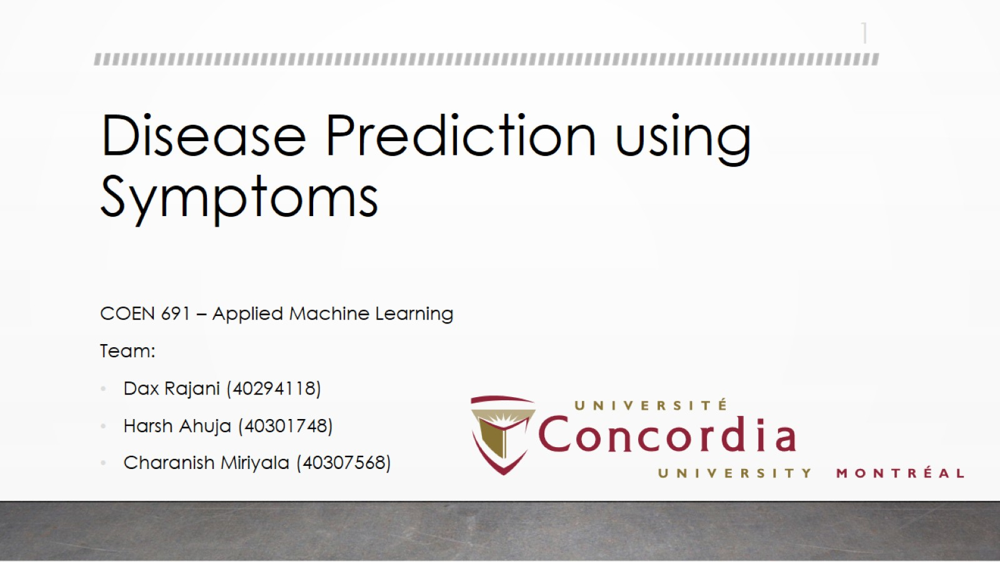 1
Disease Prediction using
Symptoms
COEN 691 – Applied Machine Learning
Team:
• Dax Rajani (40294118)
• Harsh Ahuja (40301748)
• Charanish Miriyala (40307568)
UNIVERSITÉ
Concordia
UNIVERSITY MONTRÉAL